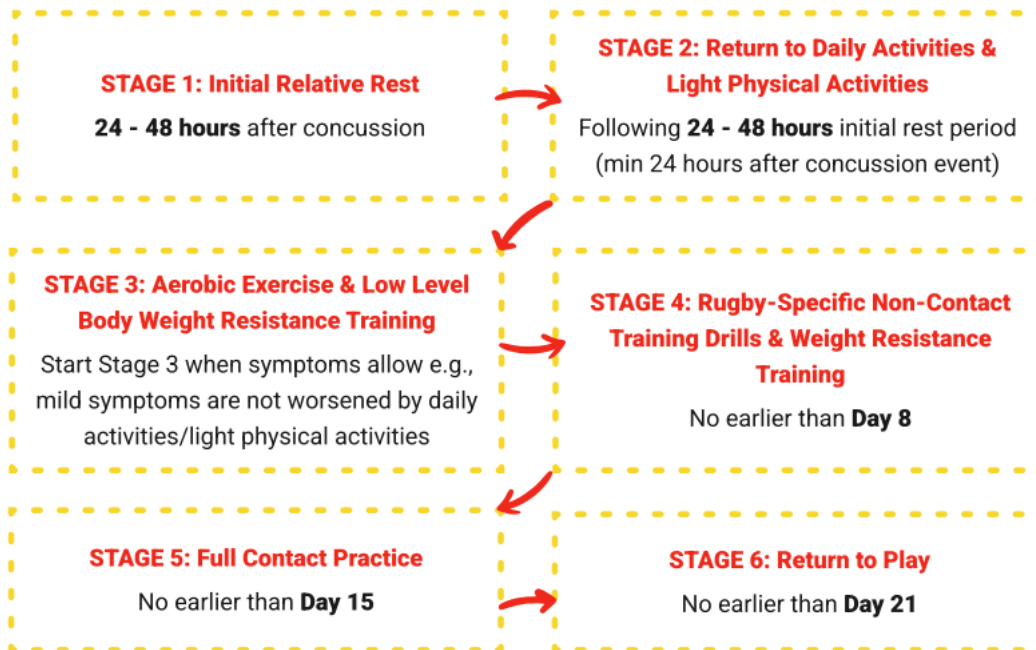 STAGE 1: Initial Relative Rest
24 - 48 hours after concussion
STAGE 2: Return to Daily Activities &
Light Physical Activities
Following 24 - 48 hours initial rest period
(min 24 hours after concussion event)
STAGE 3: Aerobic Exercise & Low Level
Body Weight Resistance Training
Start Stage 3 when symptoms allow e.g.,
mild symptoms are not worsened by daily
activities/light physical activities
STAGE 4: Rugby-Specific Non-Contact
Training Drills & Weight Resistance
Training
No earlier than Day 8
STAGE 5: Full Contact Practice
No earlier than Day 15
STAGE 6: Return to Play
No earlier than Day 21